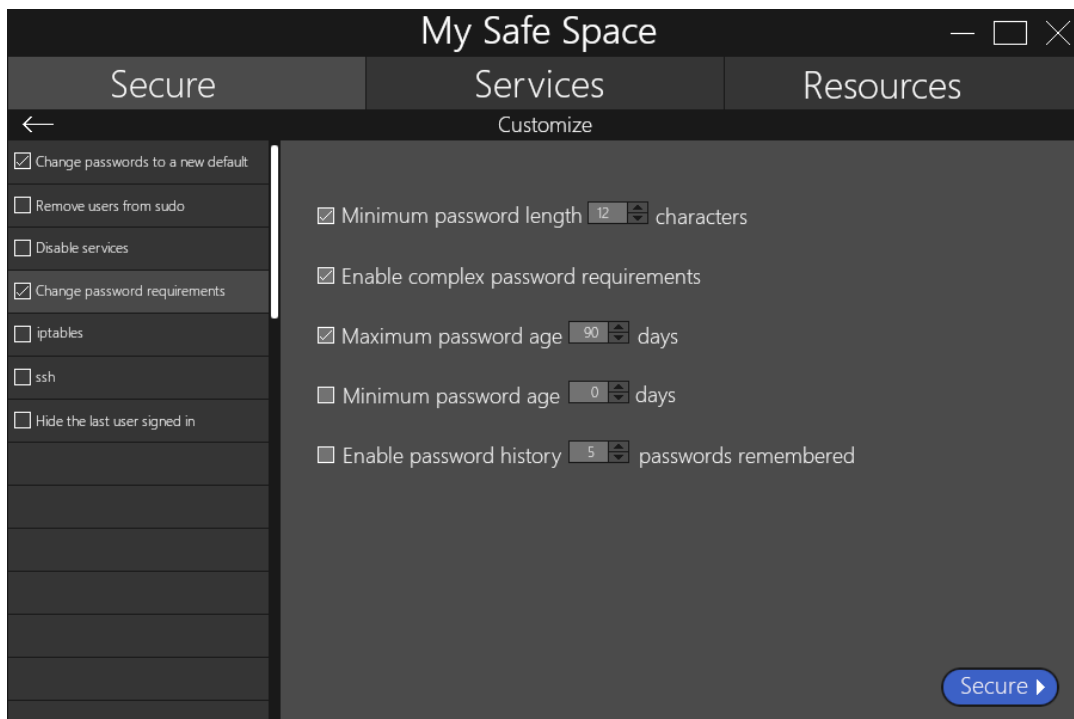 My Safe Space
Secure
Services
Resources
Customize
Change passwords to a new default
Remove users from sudo
Disable services
Change password requirements
iptables
ssh
Hide the last user signed in
Minimum password length 12 characters
Enable complex password requirements
Maximum password age 90 days
Minimum password age 0 days
Enable password history 5 passwords remembered
Secure